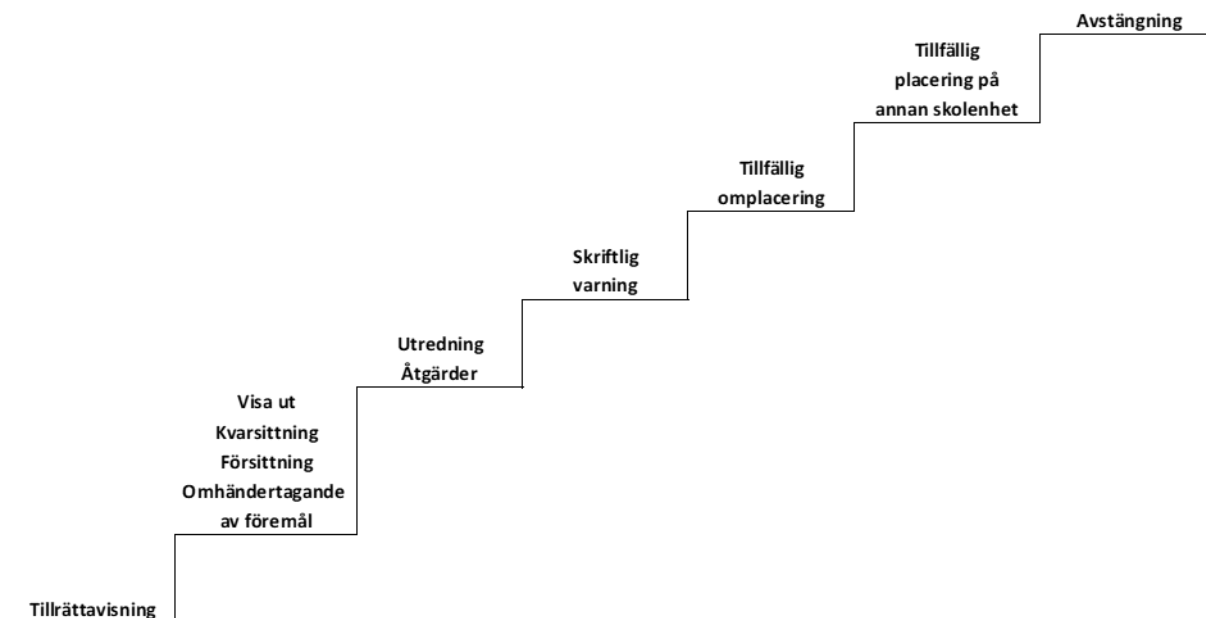 Avstängning
Tillfällig
placering på
annan skolenhet
Tillfällig
omplacering
Skriftlig
varning
Utredning
Åtgärder
Visa ut
Kvarsittning
Försittning
Omhändertagande
av föremål
Tillrättavisning